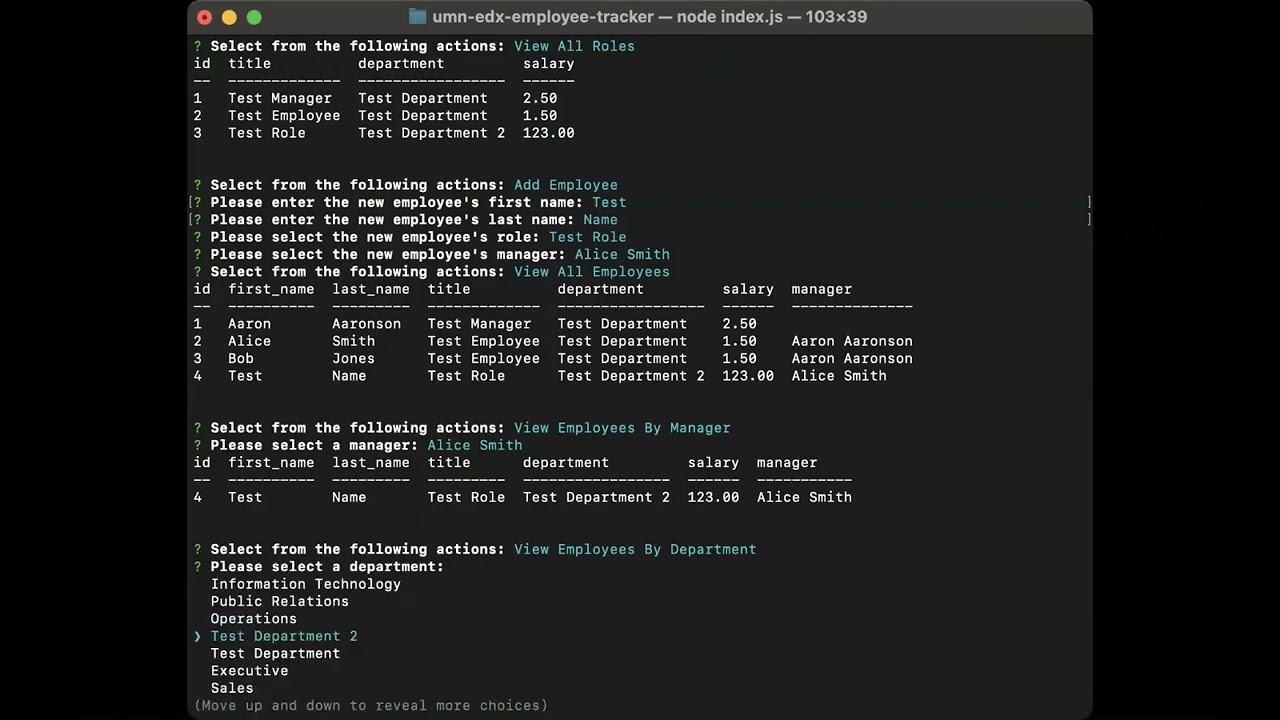 umn-edx-employee-tracker — node index.js — 103×39
? Select from the following actions: View All Roles
id  title          department         salary
--  -------------  -----------------  ------
1   Test Manager   Test Department    2.50
2   Test Employee  Test Department    1.50
3   Test Role      Test Department 2  123.00
? Select from the following actions: Add Employee
[? Please enter the new employee's first name: Test ]
[? Please enter the new employee's last name: Name ]
? Please select the new employee's role: Test Role
? Please select the new employee's manager: Alice Smith
? Select from the following actions: View All Employees
id  first_name  last_name  title          department         salary  manager
--  ----------  ---------  -------------  -----------------  ------  --------------
1   Aaron       Aaronson   Test Manager   Test Department    2.50
2   Alice       Smith      Test Employee  Test Department    1.50    Aaron Aaronson
3   Bob         Jones      Test Employee  Test Department    1.50    Aaron Aaronson
4   Test        Name       Test Role      Test Department 2  123.00  Alice Smith
? Select from the following actions: View Employees By Manager
? Please select a manager: Alice Smith
id  first_name  last_name  title      department         salary  manager
--  ----------  ---------  ---------  -----------------  ------  -----------
4   Test        Name       Test Role  Test Department 2  123.00  Alice Smith
? Select from the following actions: View Employees By Department
? Please select a department:
Information Technology
Public Relations
Operations
❯ Test Department 2
Test Department
Executive
Sales
(Move up and down to reveal more choices)